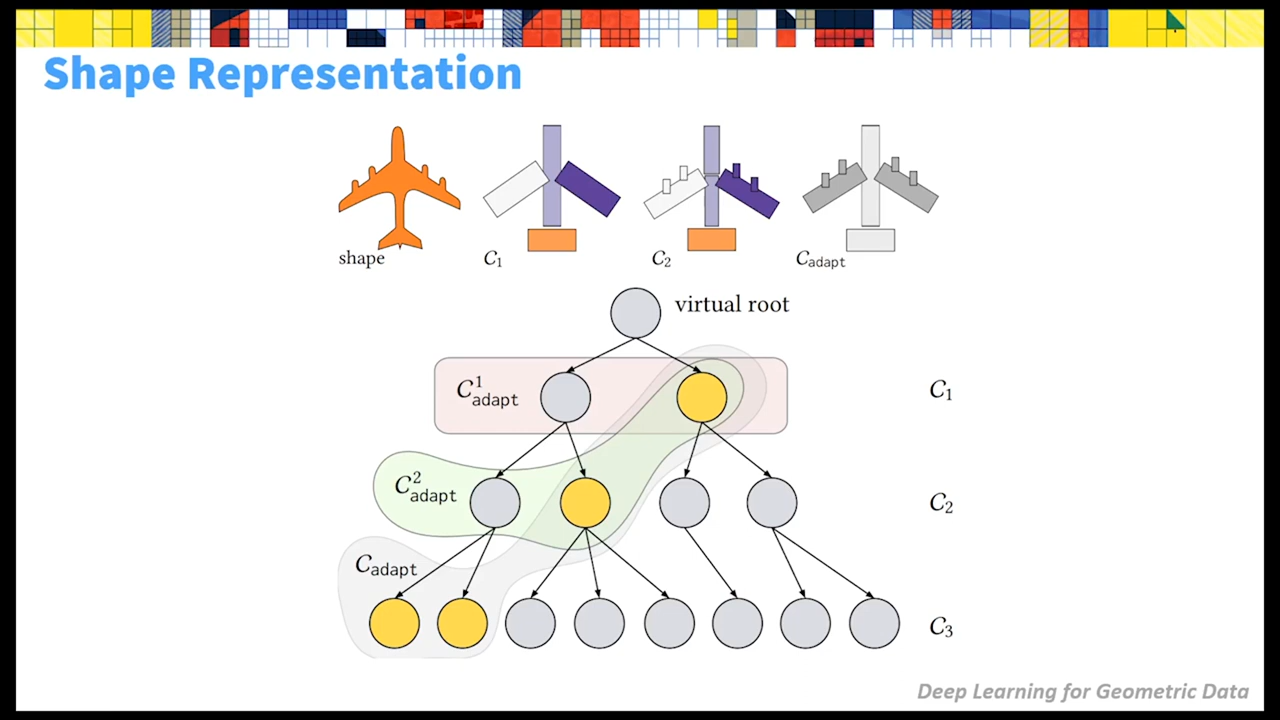 Shape Representation
shape
C1
C2
Cadapt
virtual root
C1adapt
C1
C2adapt
C2
Cadapt
C3
Deep Learning for Geometric Data